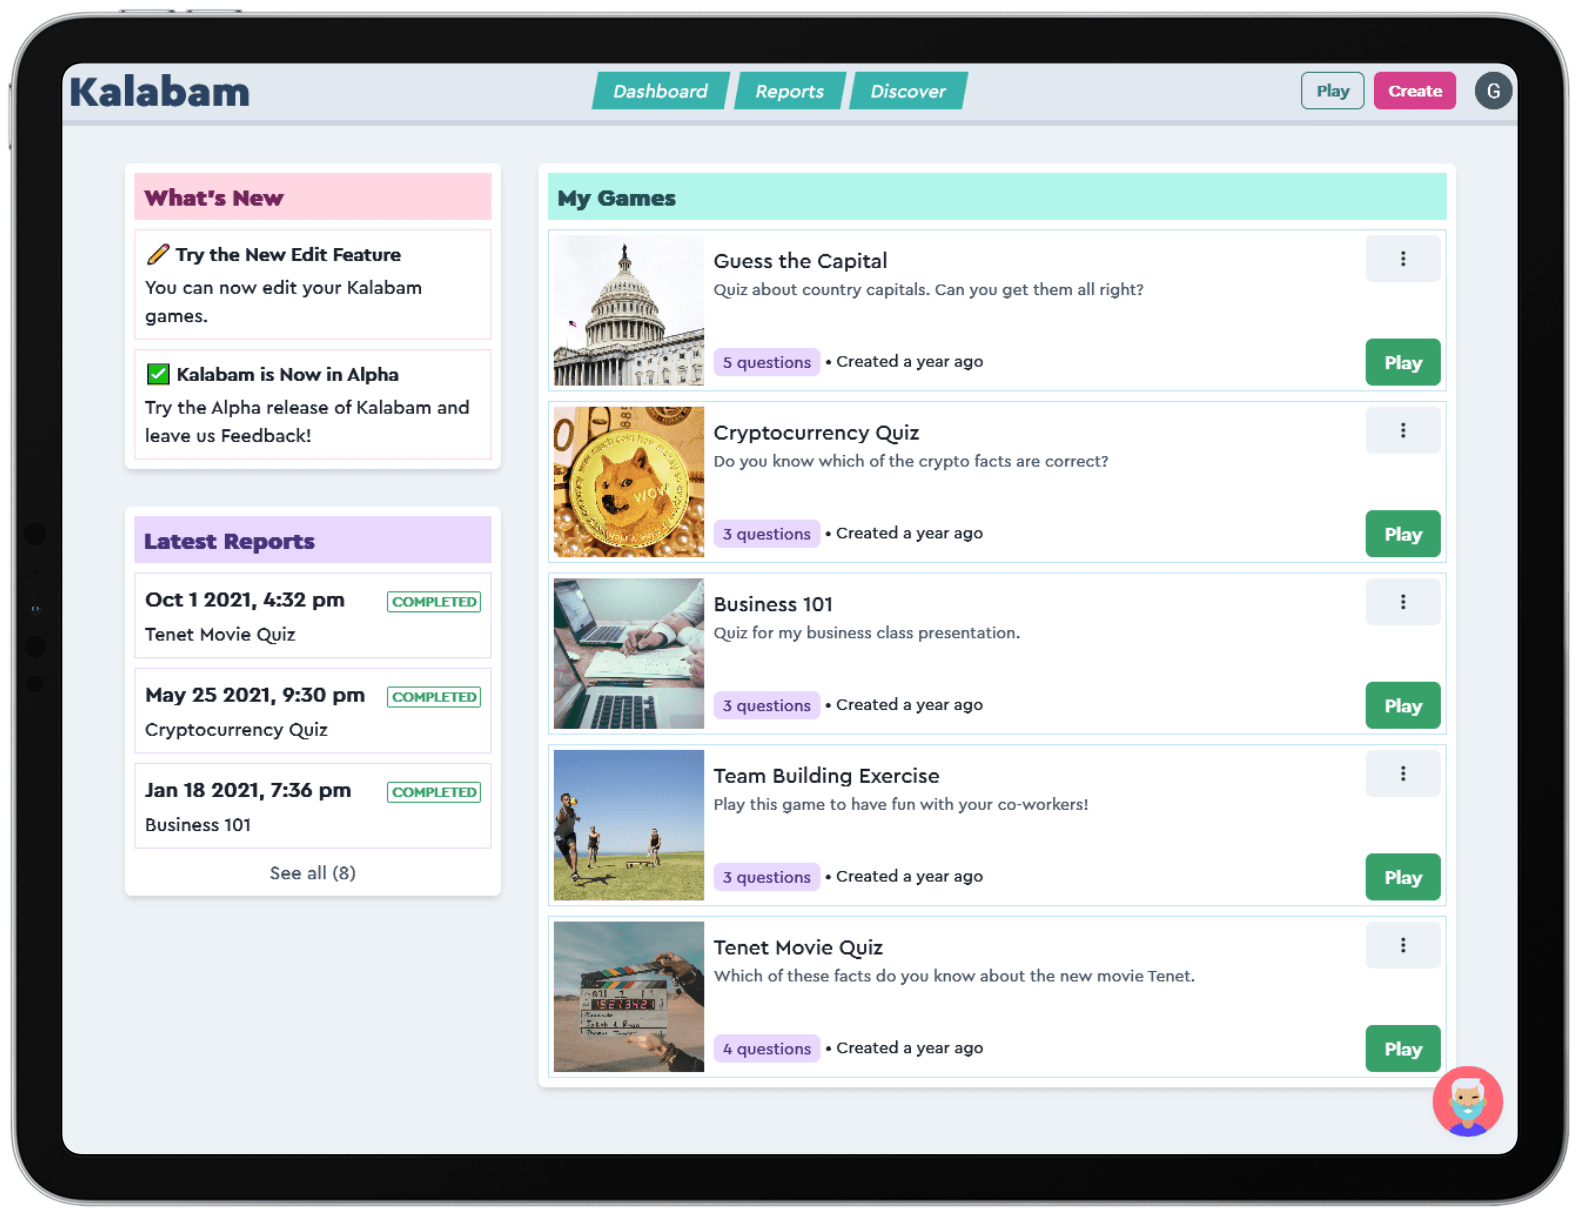 Kalabam
Dashboard
Reports
Discover
Play
Create
G
What's New
✏️ Try the New Edit Feature
You can now edit your Kalabam
games.
✅ Kalabam is Now in Alpha
Try the Alpha release of Kalabam and
leave us Feedback!
Latest Reports
Oct 1 2021, 4:32 pm
COMPLETED
Tenet Movie Quiz
May 25 2021, 9:30 pm
COMPLETED
Cryptocurrency Quiz
Jan 18 2021, 7:36 pm
COMPLETED
Business 101
See all (8)
My Games
Guess the Capital
Quiz about country capitals. Can you get them all right?
5 questions • Created a year ago
Play
Cryptocurrency Quiz
Do you know which of the crypto facts are correct?
WOW
3 questions • Created a year ago
Play
Business 101
Quiz for my business class presentation.
3 questions • Created a year ago
Play
Team Building Exercise
Play this game to have fun with your co-workers!
3 questions • Created a year ago
Play
Tenet Movie Quiz
Which of these facts do you know about the new movie Tenet.
4 questions • Created a year ago
Play